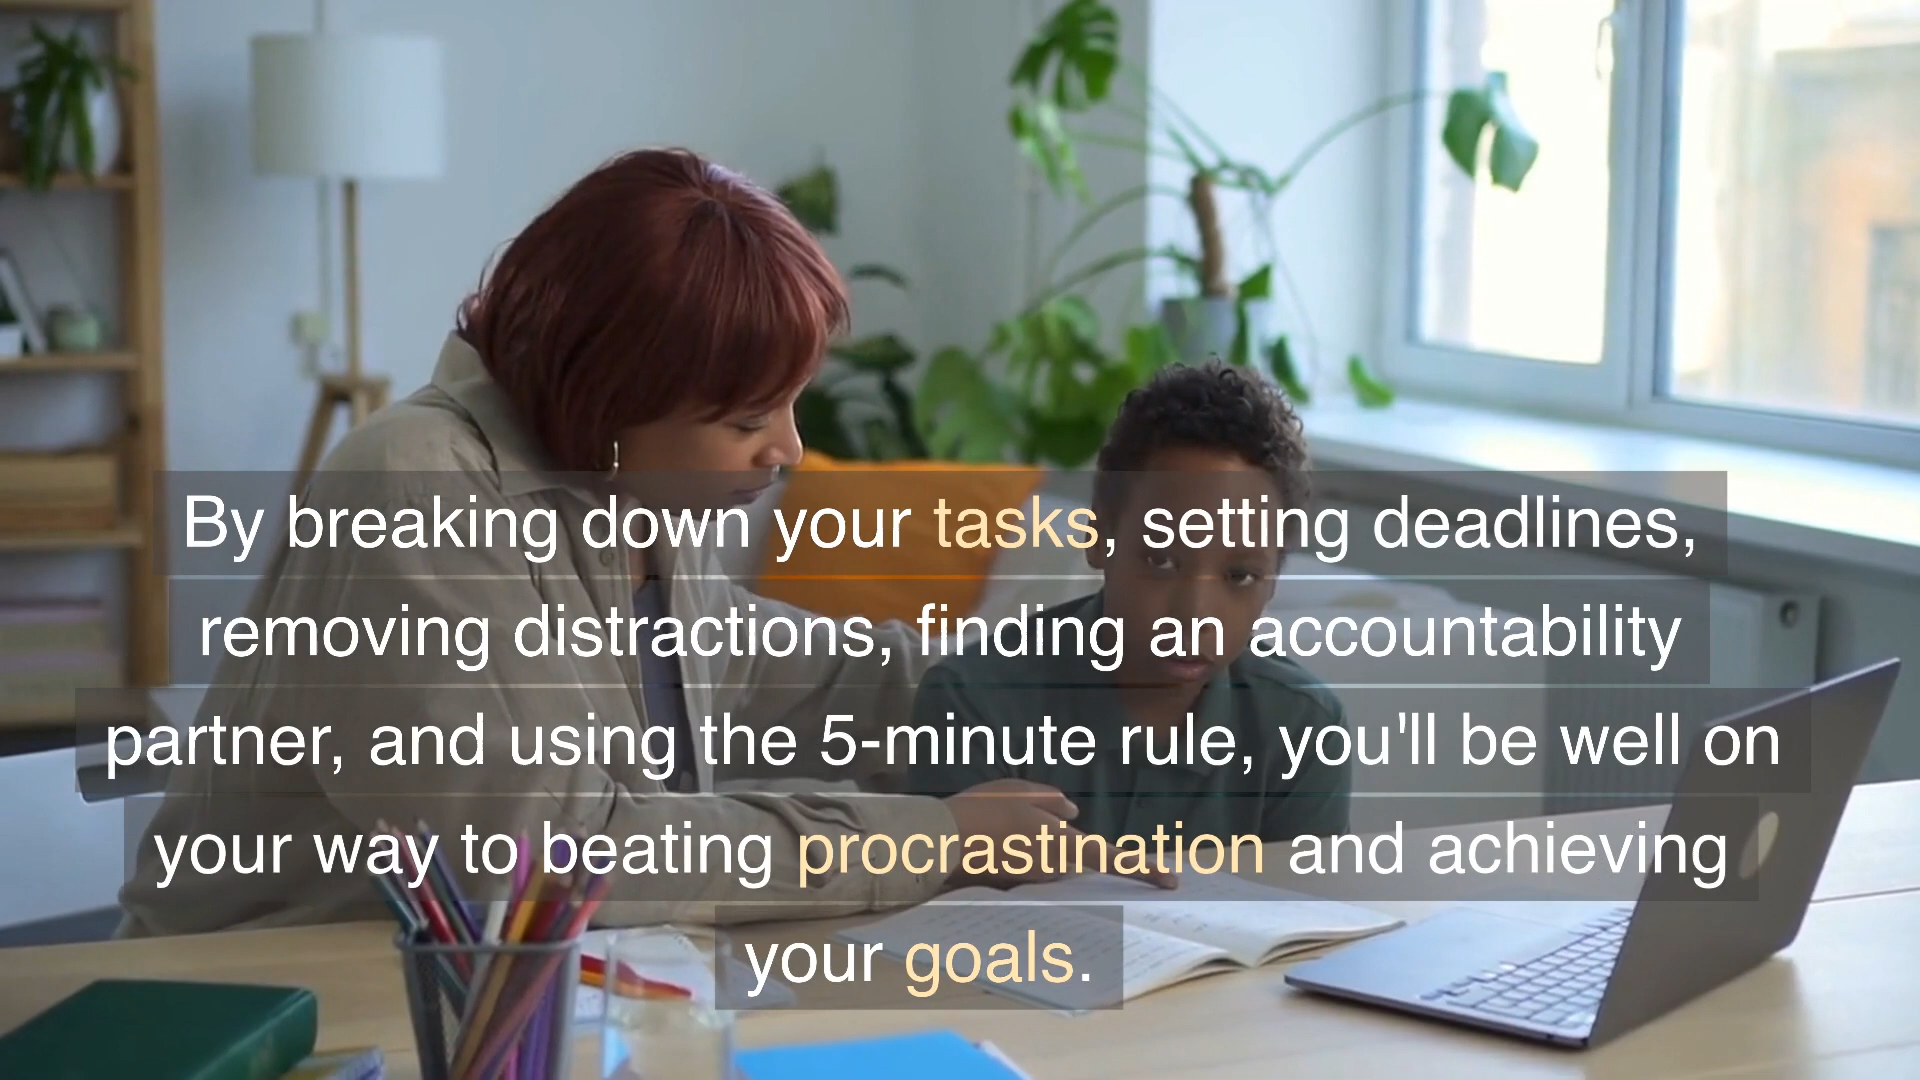 By breaking down your tasks, setting deadlines,
removing distractions, finding an accountability
partner, and using the 5-minute rule, you'll be well on
your way to beating procrastination and achieving
your goals.